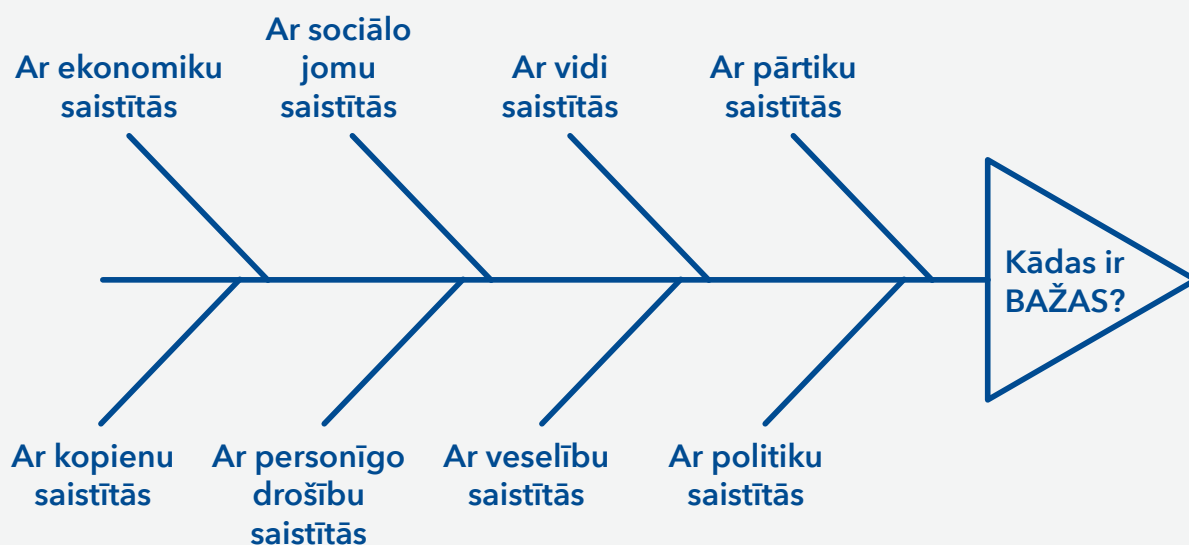 Ar ekonomiku
saistītās
Ar sociālo
jomu
saistītās
Ar vidi
saistītās
Ar pārtiku
saistītās
Kādas ir
BAŽAS?
Ar kopienu
saistītās
Ar personīgo
drošību
saistītās
Ar veselību
saistītās
Ar politiku
saistītās